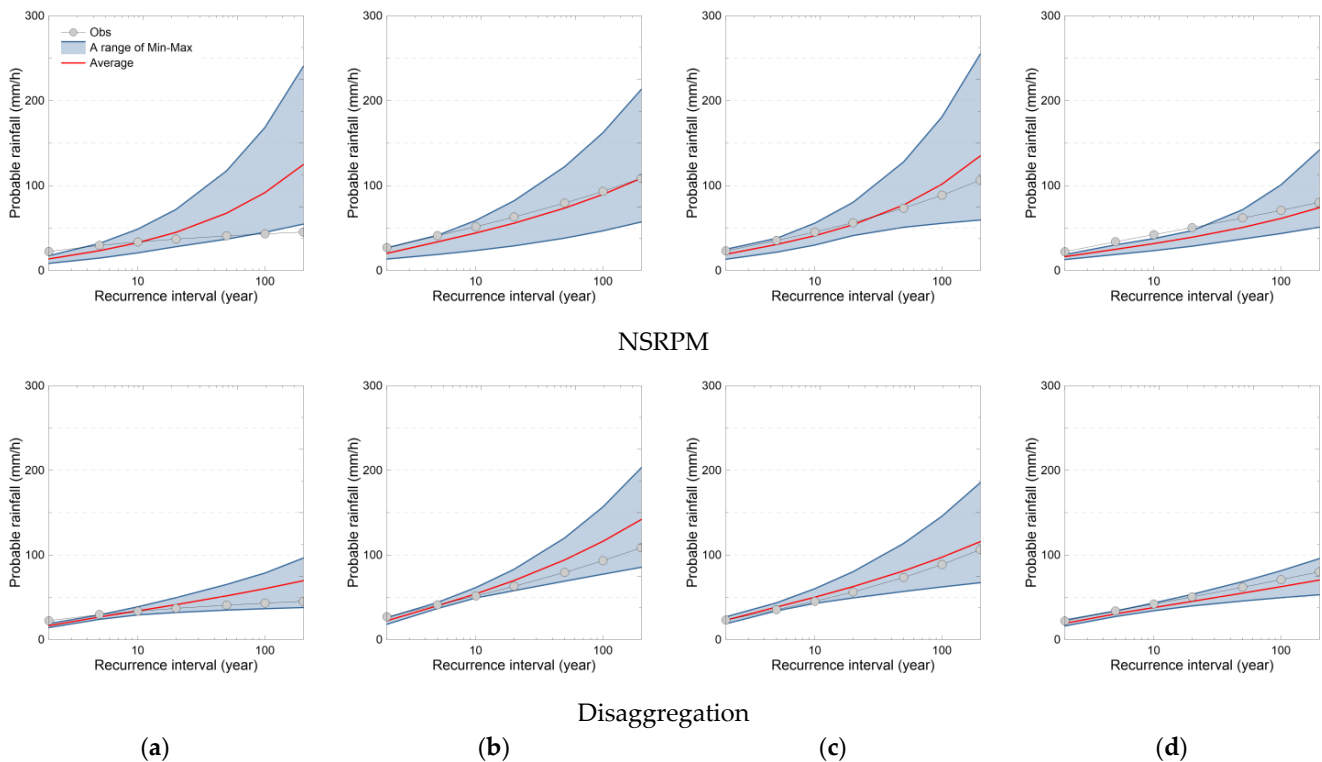 300
200
100
0
Probable rainfall (mm/h)
Obs
A range of Min-Max
Average
10
100
Recurrence interval (year)
300
200
100
0
Probable rainfall (mm/h)
10
100
Recurrence interval (year)
300
200
100
0
Probable rainfall (mm/h)
10
100
Recurrence interval (year)
300
200
100
0
Probable rainfall (mm/h)
10
100
Recurrence interval (year)
NSRPM
300
200
100
0
Probable rainfall (mm/h)
10
100
Recurrence interval (year)
300
200
100
0
Probable rainfall (mm/h)
10
100
Recurrence interval (year)
300
200
100
0
Probable rainfall (mm/h)
10
100
Recurrence interval (year)
300
200
100
0
Probable rainfall (mm/h)
10
100
Recurrence interval (year)
Disaggregation
(a)
(b)
(c)
(d)